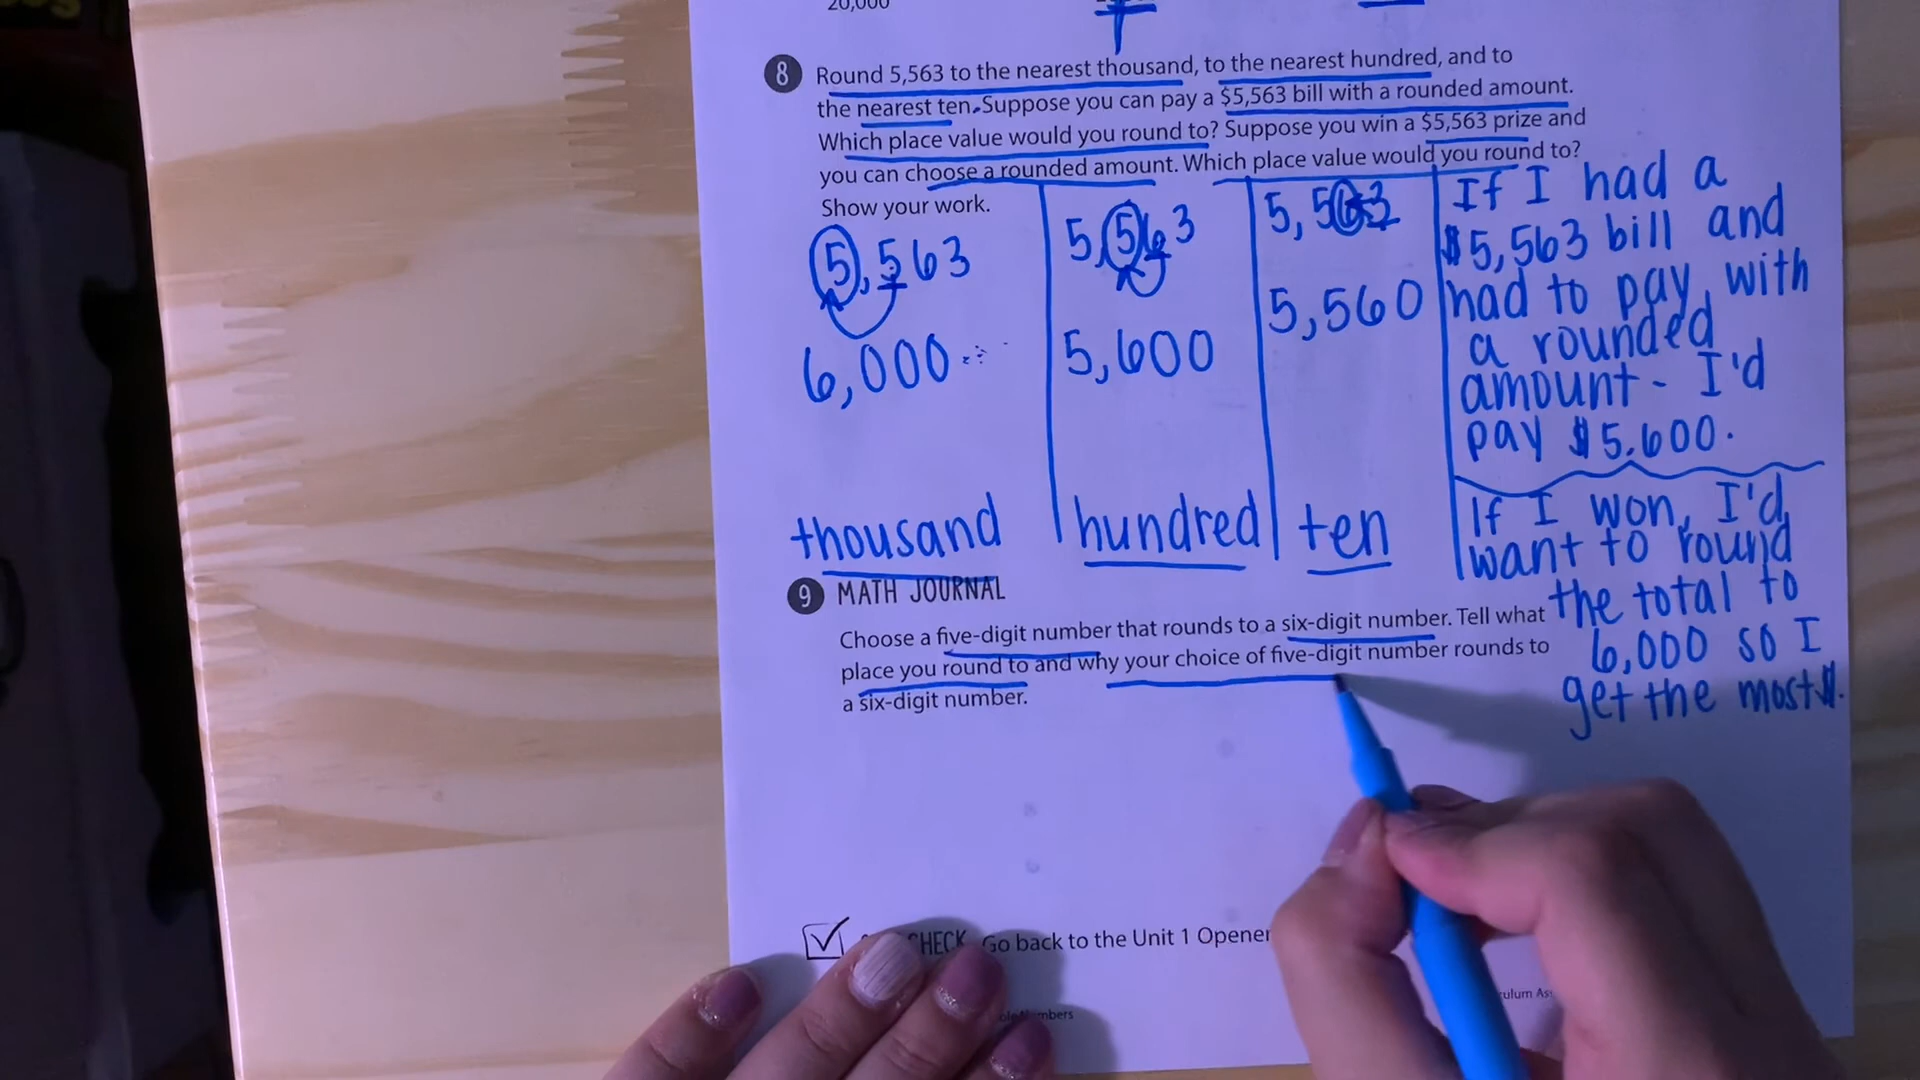 20,000
8 Round 5,563 to the nearest thousand, to the nearest hundred, and to
the nearest ten. Suppose you can pay a $5,563 bill with a rounded amount.
Which place value would you round to? Suppose you win a $5,563 prize and
you can choose a rounded amount. Which place value would you round to?
Show your work.
5,563
6,000
thousand
5,563
5,600
hundred
5,563
5,560
ten
If I had a
$5,563 bill and
had to pay with
a rounded
amount - I'd
pay $5,600.
If I won, I'd
want to round
the total to
6,000 so I
get the most $.
9 MATH JOURNAL
Choose a five-digit number that rounds to a six-digit number. Tell what
place you round to and why your choice of five-digit number rounds to
a six-digit number.
CHECK Go back to the Unit 1 Opener